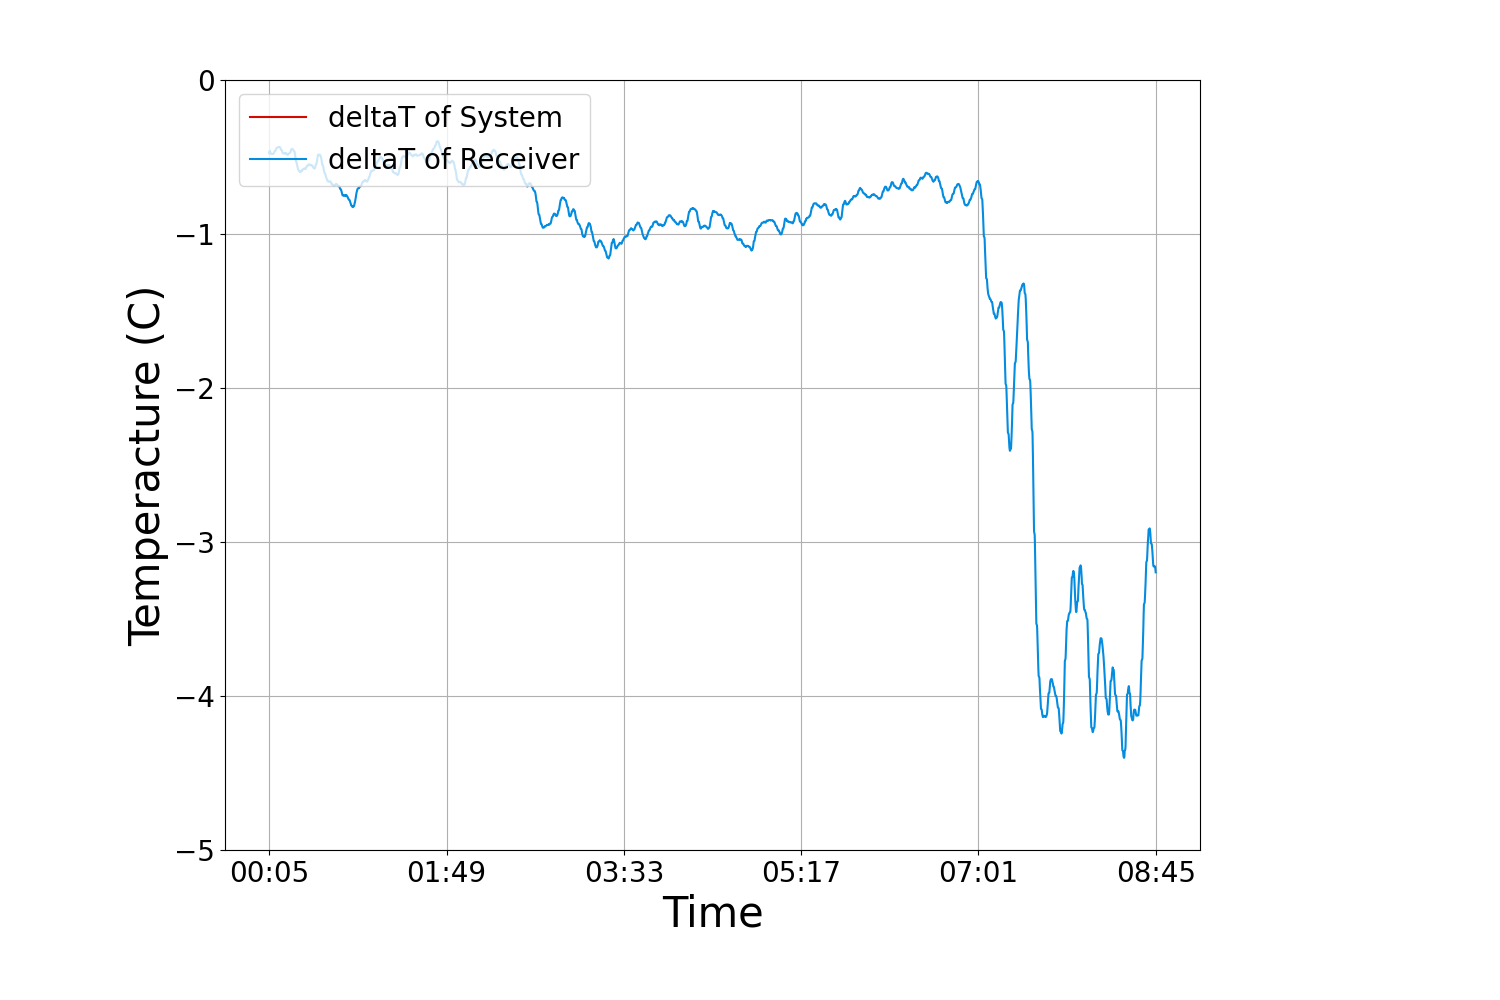 deltaT of System
deltaT of Receiver
0
−1
−2
−3
−4
−5
Temperacture (C)
00:05 01:49 03:33 05:17 07:01 08:45
Time